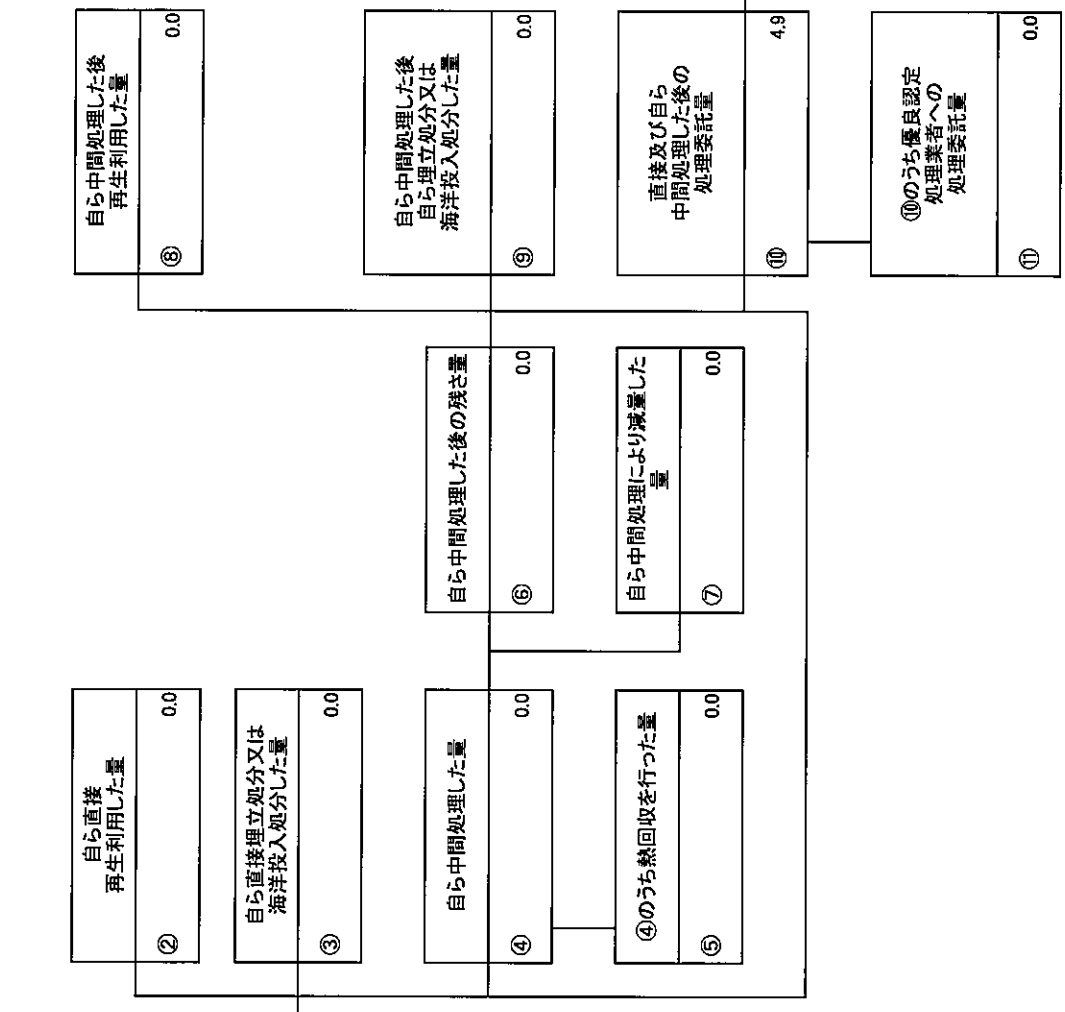 自ら直接
再生利用した量
②
0.0
自ら直接埋立処分又は
海洋投入処分した量
③
0.0
自ら中間処理した量
④
0.0
④のうち熱回収を行った量
⑤
0.0
自ら中間処理した後の残さ量
⑥
0.0
自ら中間処理により減量した
量
⑦
0.0
自ら中間処理した後
再生利用した量
⑧
0.0
自ら中間処理した後
自ら埋立処分又は
海洋投入処分した量
⑨
0.0
直接及び自ら
中間処理した後の
処理委託量
⑩
4.9
⑩のうち優良認定
処理業者への
処理委託量
⑪
0.0